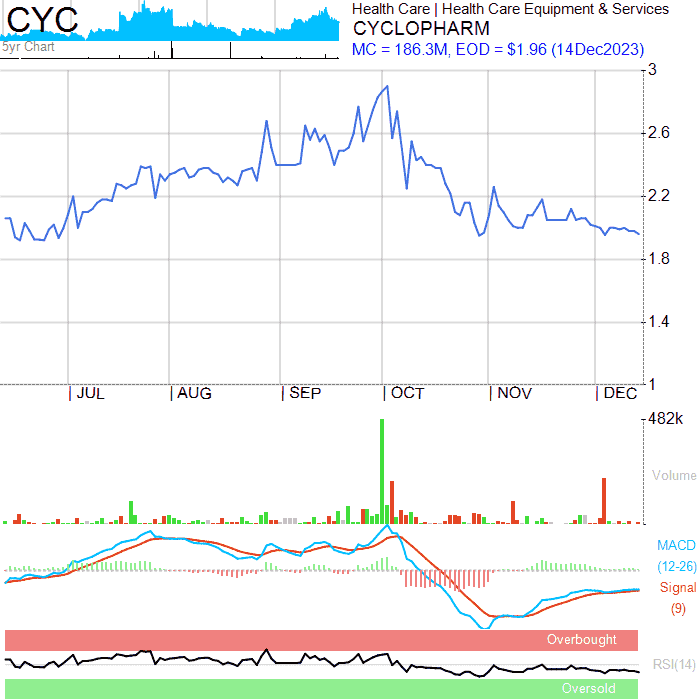 CYC
5yr Chart
Health Care | Health Care Equipment & Services
CYCLOPHARM
MC = 186.3M, EOD = $1.96 (14Dec2023)
3
2.6
2.2
1.8
1.4
1
JUL AUG SEP OCT NOV DEC
482k
Volume
MACD
(12-26)
Signal
(9)
Overbought
RSI(14)
Oversold